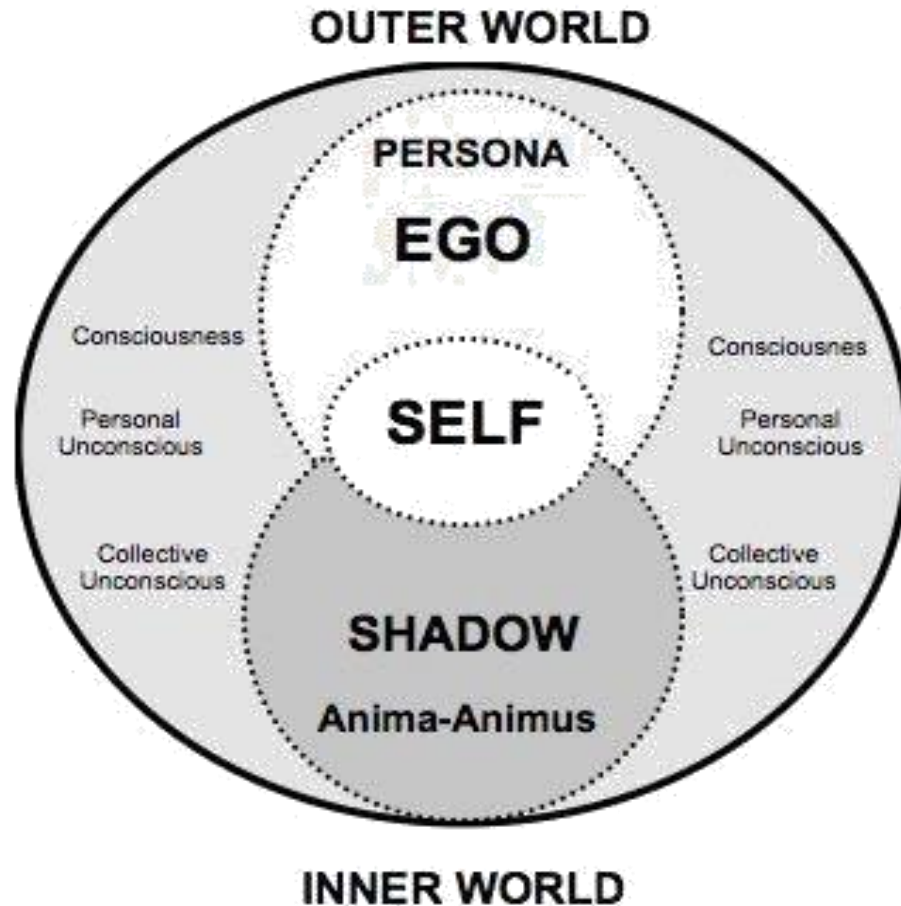 OUTER WORLD
PERSONA
EGO
Consciousness
Consciousnes
SELF
Personal
Unconscious
Personal
Unconscious
Collective
Unconscious
Collective
Unconscious
SHADOW
Anima-Animus
INNER WORLD